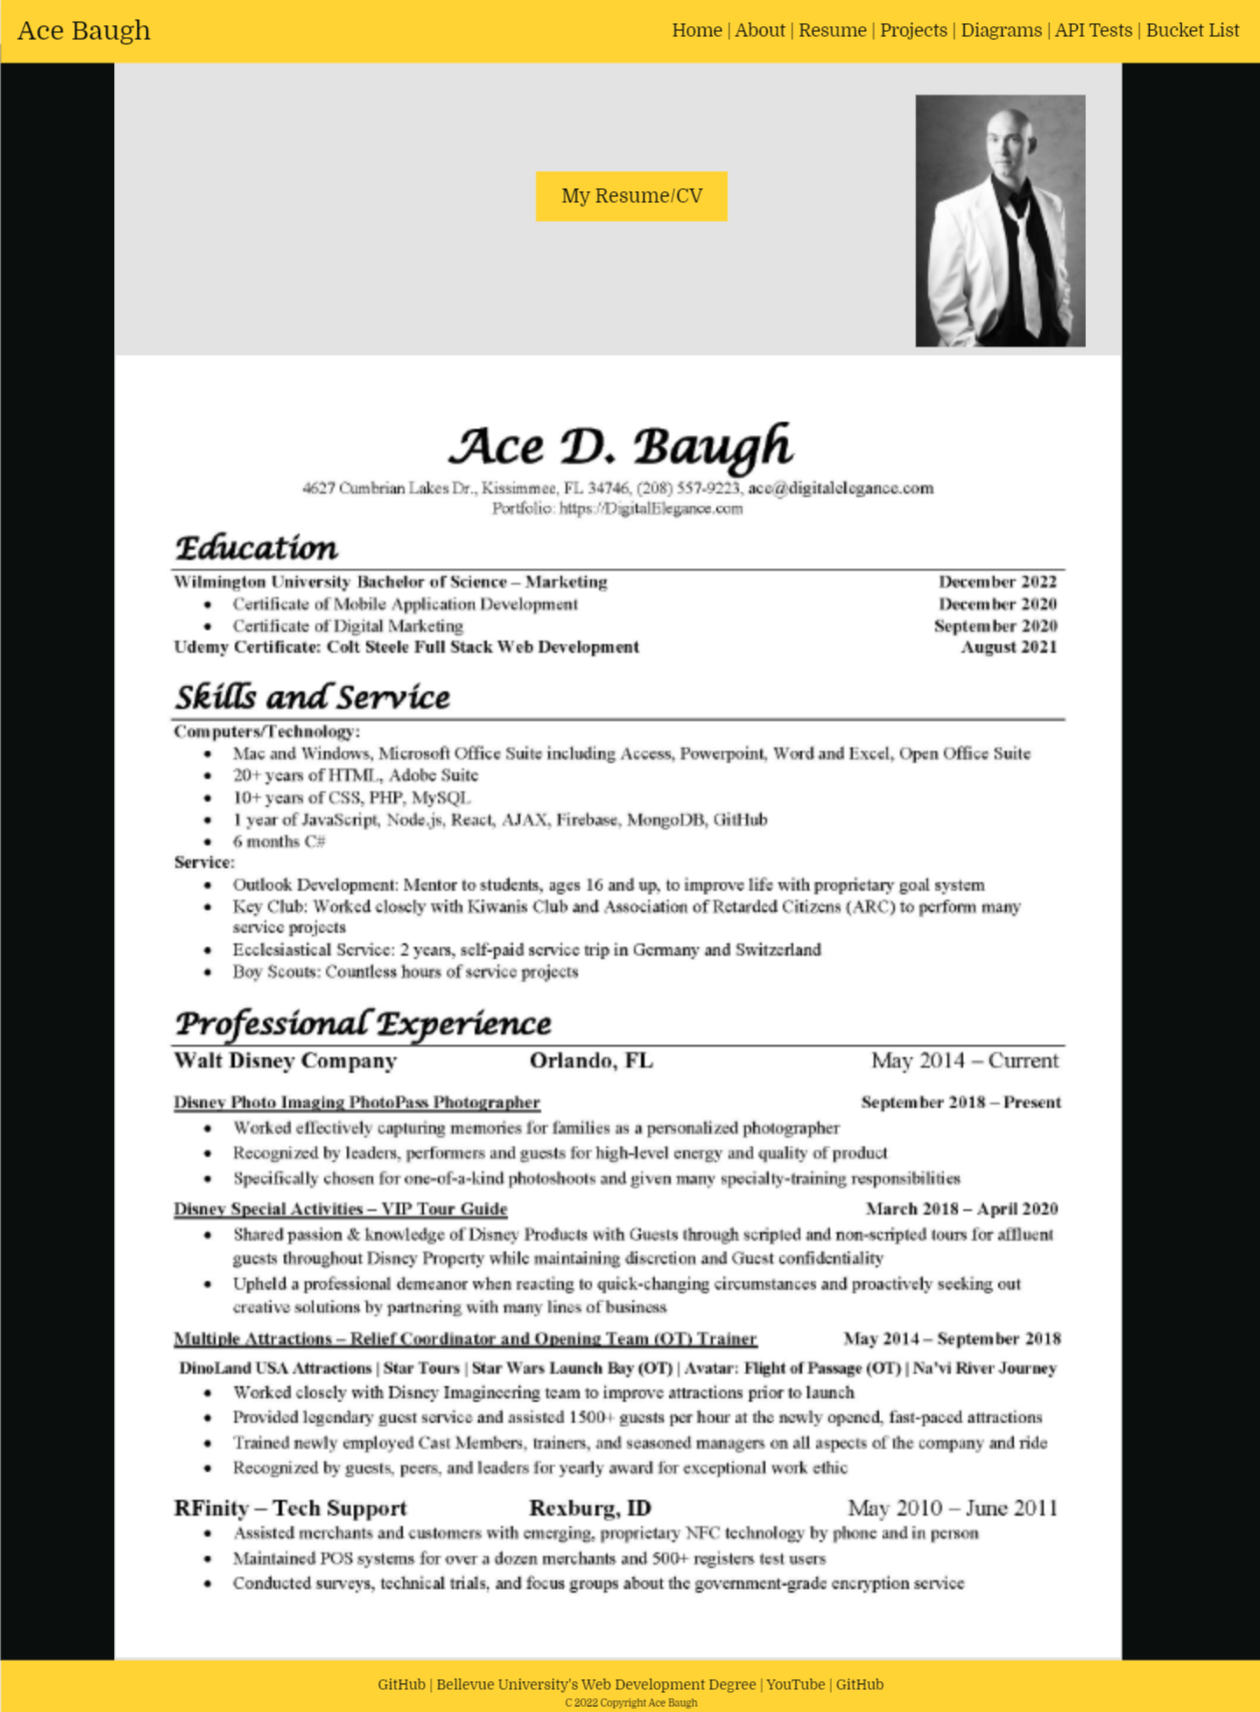 Ace Baugh
Home | About | Resume | Projects | Diagrams | API Tests | Bucket List
My Resume/CV
Ace D. Baugh
4627 Cumbrian Lakes Dr., Kissimmee, FL 34746, (208) 557-9223, ace@digitalelegance.com
Portfolio: https://DigitalElegance.com
Education
Wilmington University Bachelor of Science – Marketing December 2022
• Certificate of Mobile Application Development December 2020
• Certificate of Digital Marketing September 2020
Udemy Certificate: Colt Steele Full Stack Web Development August 2021
Skills and Service
Computers/Technology:
• Mac and Windows, Microsoft Office Suite including Access, Powerpoint, Word and Excel, Open Office Suite
• 20+ years of HTML, Adobe Suite
• 10+ years of CSS, PHP, MySQL
• 1 year of JavaScript, Node.js, React, AJAX, Firebase, MongoDB, GitHub
• 6 months C#
Service:
• Outlook Development: Mentor to students, ages 16 and up, to improve life with proprietary goal system
• Key Club: Worked closely with Kiwanis Club and Association of Retarded Citizens (ARC) to perform many
service projects
• Ecclesiastical Service: 2 years, self-paid service trip in Germany and Switzerland
• Boy Scouts: Countless hours of service projects
Professional Experience
Walt Disney Company Orlando, FL May 2014 – Current
Disney Photo Imaging PhotoPass Photographer September 2018 – Present
• Worked effectively capturing memories for families as a personalized photographer
• Recognized by leaders, performers and guests for high-level energy and quality of product
• Specifically chosen for one-of-a-kind photoshoots and given many specialty-training responsibilities
Disney Special Activities – VIP Tour Guide March 2018 – April 2020
• Shared passion & knowledge of Disney Products with Guests through scripted and non-scripted tours for affluent
guests throughout Disney Property while maintaining discretion and Guest confidentiality
• Upheld a professional demeanor when reacting to quick-changing circumstances and proactively seeking out
creative solutions by partnering with many lines of business
Multiple Attractions – Relief Coordinator and Opening Team (OT) Trainer May 2014 – September 2018
DinoLand USA Attractions | Star Tours | Star Wars Launch Bay (OT) | Avatar: Flight of Passage (OT) | Na'vi River Journey
• Worked closely with Disney Imagineering team to improve attractions prior to launch
• Provided legendary guest service and assisted 1500+ guests per hour at the newly opened, fast-paced attractions
• Trained newly employed Cast Members, trainers, and seasoned managers on all aspects of the company and ride
• Recognized by guests, peers, and leaders for yearly award for exceptional work ethic
RFinity – Tech Support Rexburg, ID May 2010 – June 2011
• Assisted merchants and customers with emerging, proprietary NFC technology by phone and in person
• Maintained POS systems for over a dozen merchants and 500+ registers test users
• Conducted surveys, technical trials, and focus groups about the government-grade encryption service
GitHub | Bellevue University's Web Development Degree | YouTube | GitHub
C 2022 Copyright Ace Baugh